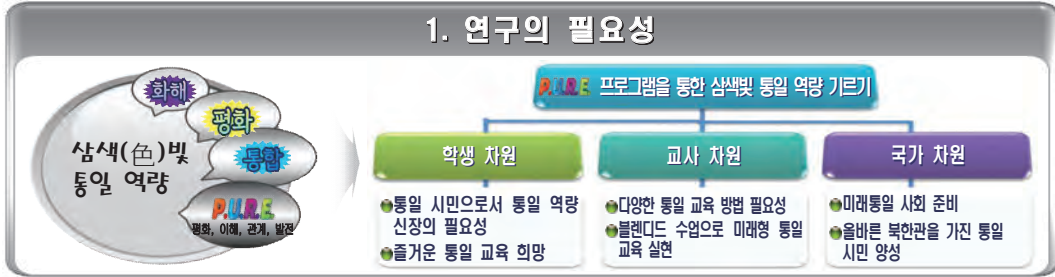 1. 연구의 필요성
화해
평화
통합
삼색(色)빛
통일 역량
P.U.R.E
평화, 이해, 관계, 발전
P.U.R.E 프로그램을 통한 삼색빛 통일 역량 기르기
학생 차원
통일 시민으로서 통일 역량
신장의 필요성
즐거운 통일 교육 희망
교사 차원
다양한 통일 교육 방법 필요성
블렌디드 수업으로 미래형 통일
교육 실현
국가 차원
미래통일 사회 준비
올바른 북한관을 가진 통일
시민 양성